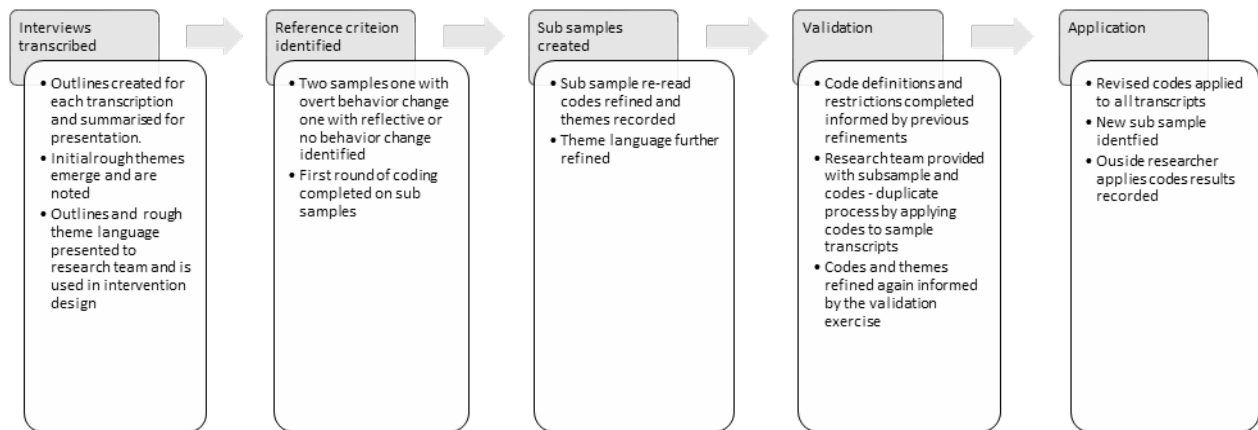 Interviews
transcribed
• Outlines created for
each transcription
and summarised for
presentation.
• Initial rough themes
emerge and are
noted
• Outlines and rough
theme language
presented to
research team and is
used in intervention
design
Reference criteion
identified
• Two samples one with
overt behavior change
one with reflective or
no behavior change
identified
• First round of coding
completed on sub
samples
Sub samples
created
• Sub sample re-read
codes refined and
themes recorded
• Theme language further
refined
Validation
• Code definitions and
restrictions completed
informed by previous
refinements
• Research team provided
with subsample and
codes - duplicate
process by applying
codes to sample
transcripts
• Codes and themes
refined again informed
by the validation
exercise
Application
• Revised codes applied
to all transcripts
• New sub sample
identfied
• Ouside researcher
applies codes results
recorded